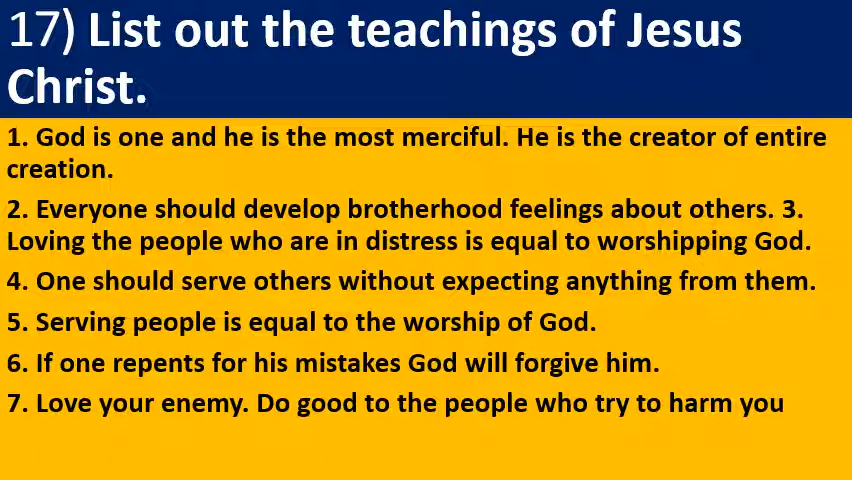 17) List out the teachings of Jesus
Christ.
1. God is one and he is the most merciful. He is the creator of entire
creation.
2. Everyone should develop brotherhood feelings about others. 3.
Loving the people who are in distress is equal to worshipping God.
4. One should serve others without expecting anything from them.
5. Serving people is equal to the worship of God.
6. If one repents for his mistakes God will forgive him.
7. Love your enemy. Do good to the people who try to harm you